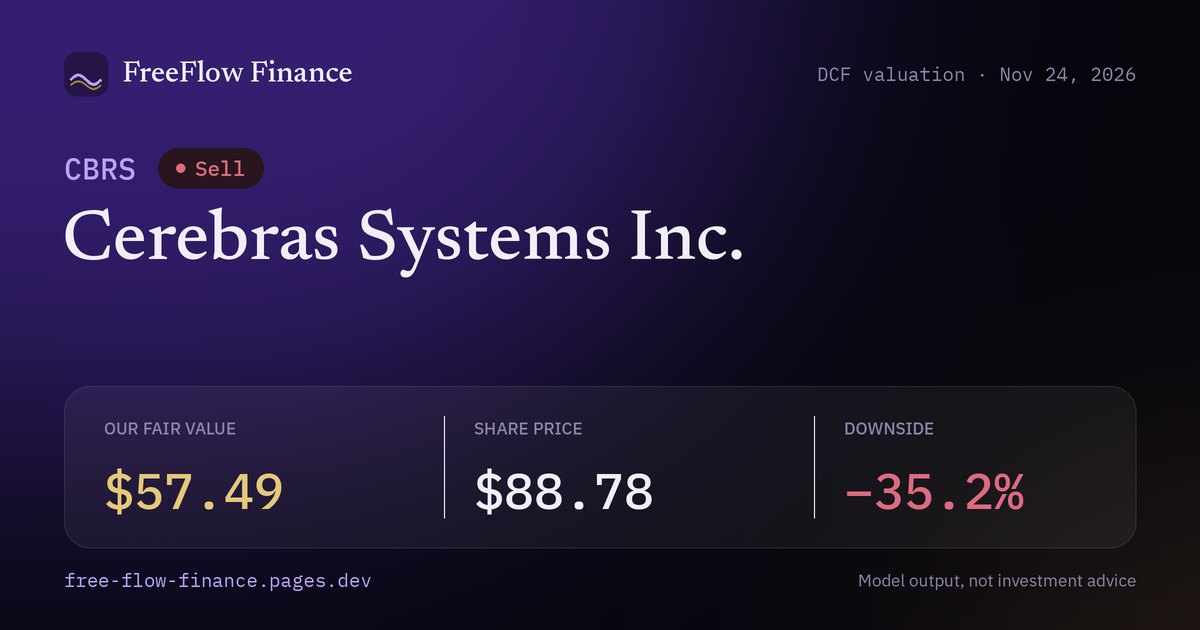 FreeFlow Finance
DCF valuation · Nov 24, 2026
CBRS
Sell
Cerebras Systems Inc.
OUR FAIR VALUE
$57.49
SHARE PRICE
$88.78
DOWNSIDE
−35.2%
free-flow-finance.pages.dev
Model output, not investment advice